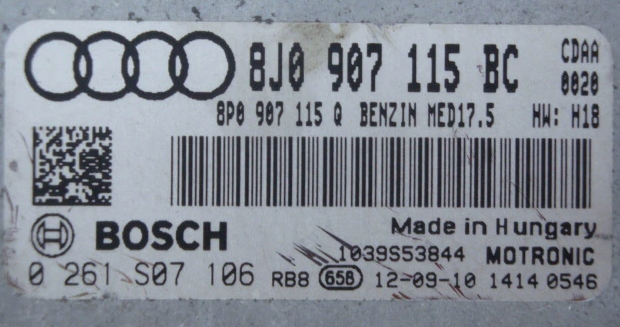 8J0 907 115 BC CDAA
0020
8P0 907 115 Q BENZIN MED17.5 HW: H18
BOSCH Made in Hungary
1039S53844 MOTRONIC
0 261 S07 106 RB8 658 12-09-10 1414 0546